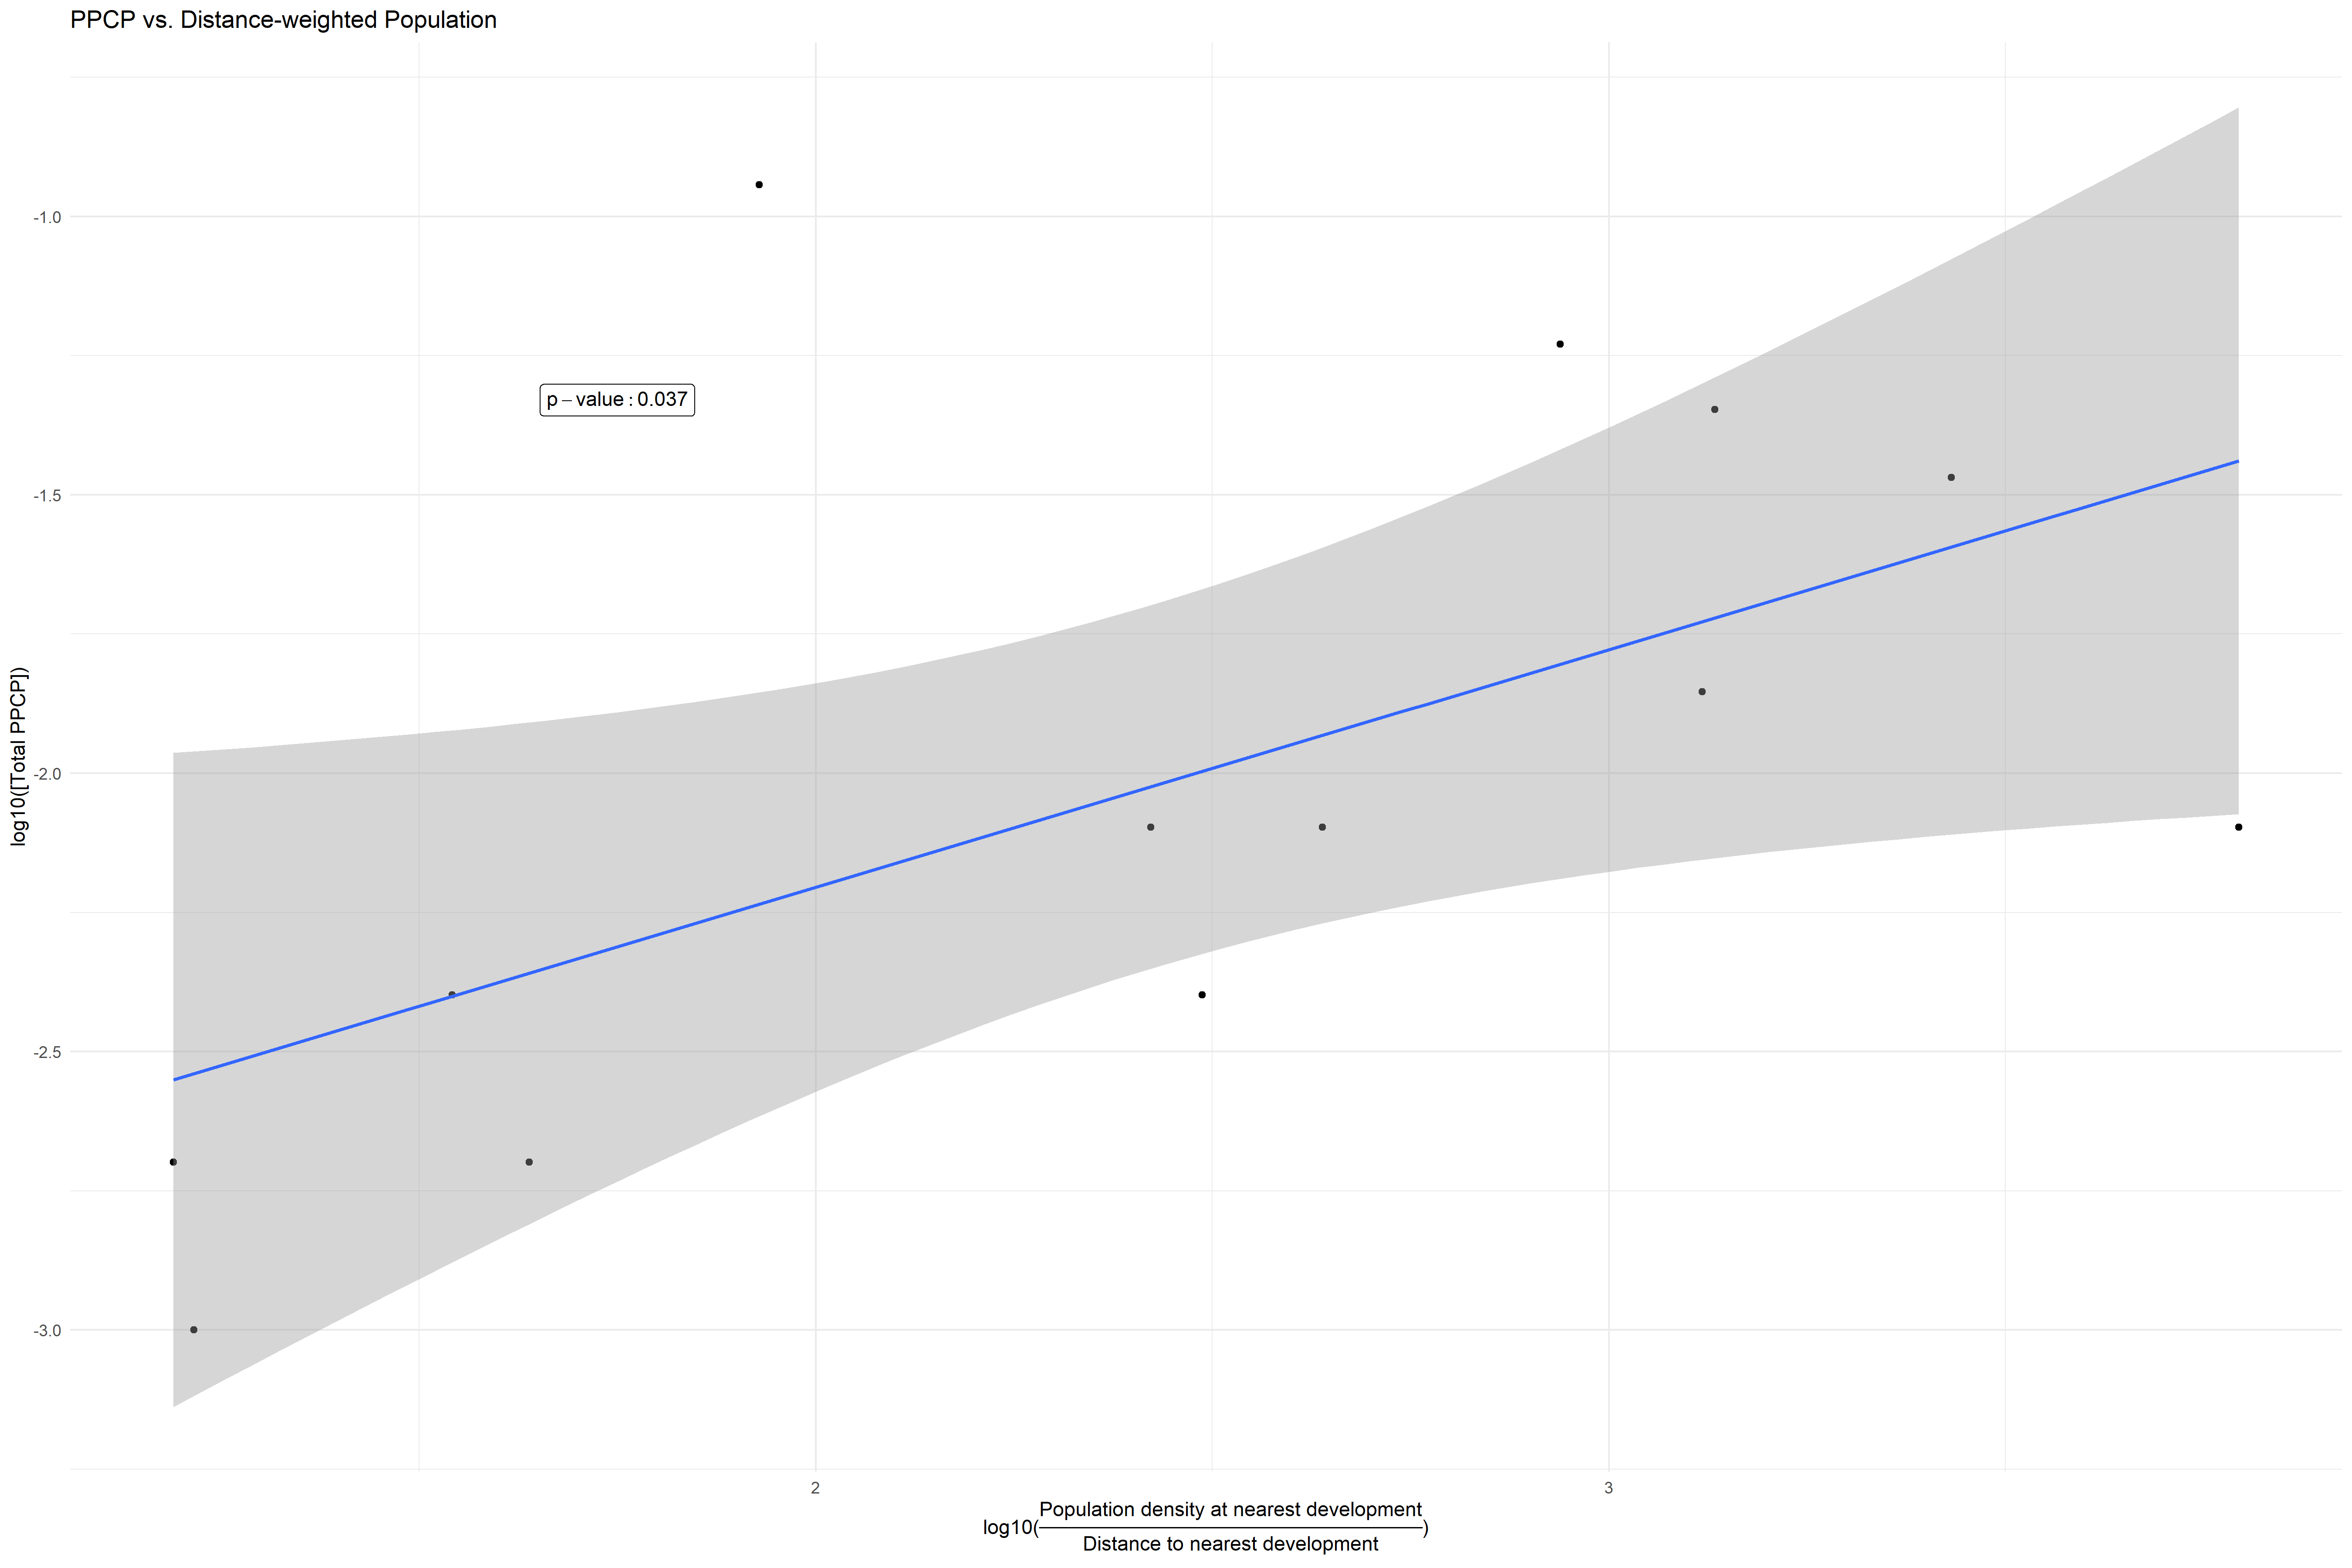 PPCP vs. Distance-weighted Population
-1.0
p – value : 0.037
-1.5
log10([Total PPCP])
-2.0
-2.5
-3.0
2
3
Population density at nearest development
log10( )
Distance to nearest development